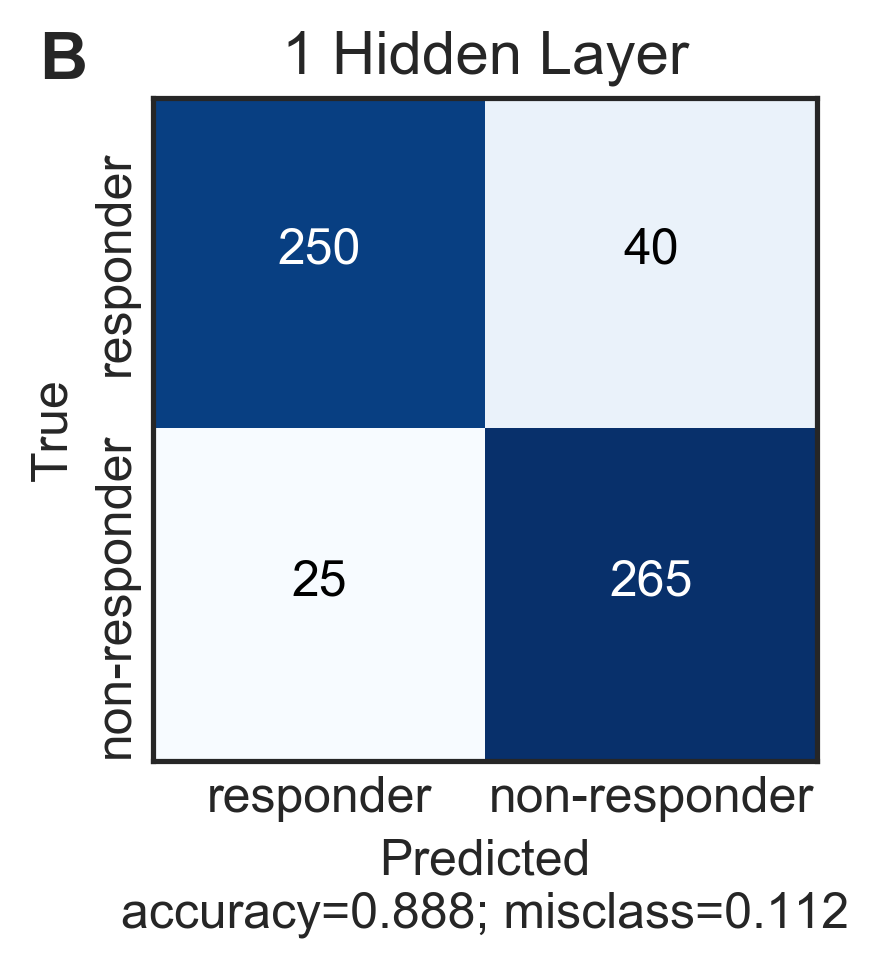 B
1 Hidden Layer
True
responder
250
40
non-responder
25
265
responder
non-responder
Predicted
accuracy=0.888; misclass=0.112